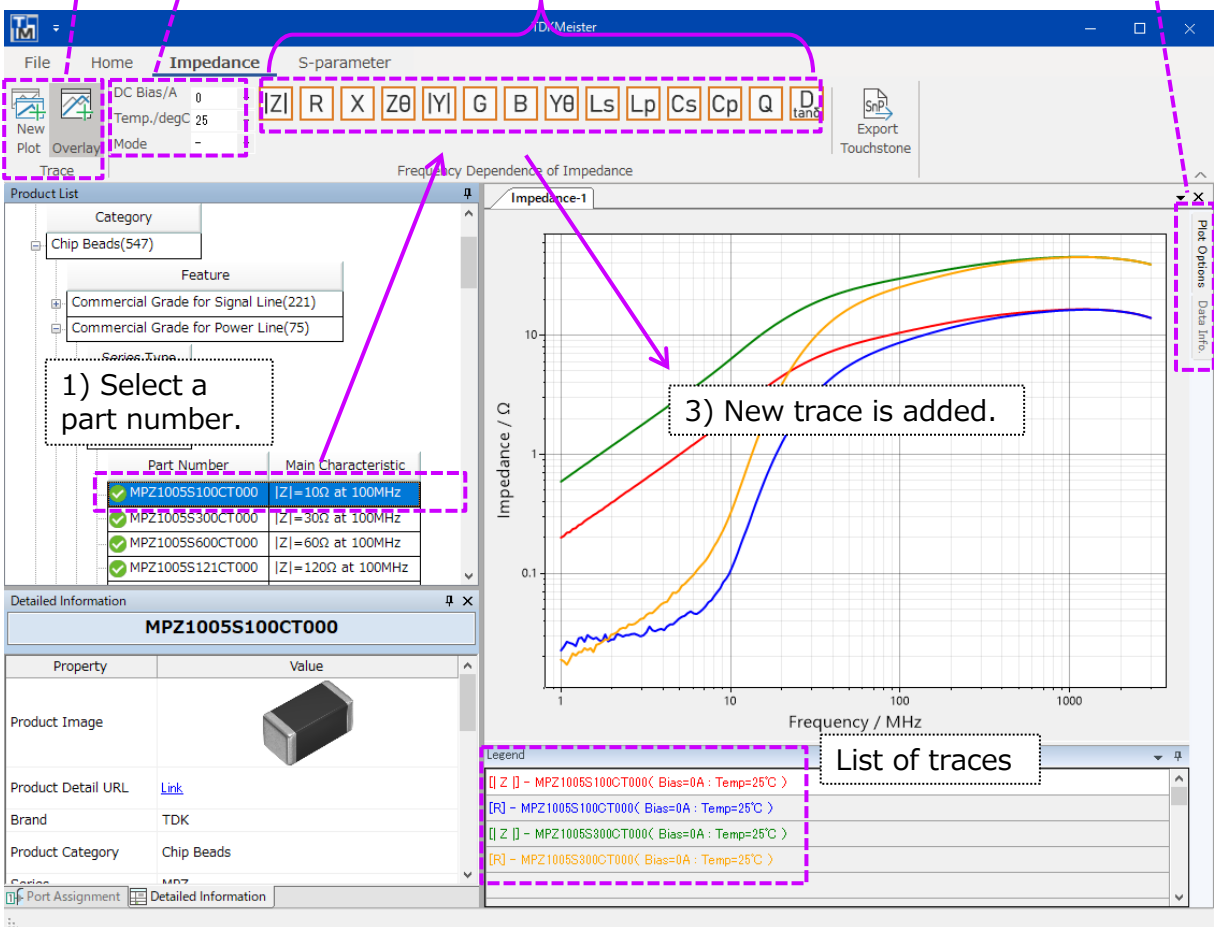 TDKMeister
File Home Impedance S-parameter
DC Bias/A 0
Temp./degC 25
Mode -
New Plot
Overlay
|Z| R X Zθ |Y| G B Yθ Ls Lp Cs Cp Q D tanδ
SnP
Export Touchstone
Trace
Frequency Dependence of Impedance
Product List
Category
Chip Beads(547)
Feature
Commercial Grade for Signal Line(221)
Commercial Grade for Power Line(75)
Series Type
1) Select a
part number.
Part Number Main Characteristic
MPZ1005S100CT000 |Z|=10Ω at 100MHz
MPZ1005S300CT000 |Z|=30Ω at 100MHz
MPZ1005S600CT000 |Z|=60Ω at 100MHz
MPZ1005S121CT000 |Z|=120Ω at 100MHz
Detailed Information
MPZ1005S100CT000
Property Value
Product Image
Product Detail URL Link
Brand TDK
Product Category Chip Beads
Series MPZ
Port Assignment Detailed Information
Impedance-1
Plot Options
Data Info.
Impedance / Ω
10
1
0.1
3) New trace is added.
1 10 100 1000
Frequency / MHz
Legend
List of traces
[| Z |] - MPZ1005S100CT000( Bias=0A : Temp=25℃ )
[R] - MPZ1005S100CT000( Bias=0A : Temp=25℃ )
[| Z |] - MPZ1005S300CT000( Bias=0A : Temp=25℃ )
[R] - MPZ1005S300CT000( Bias=0A : Temp=25℃ )